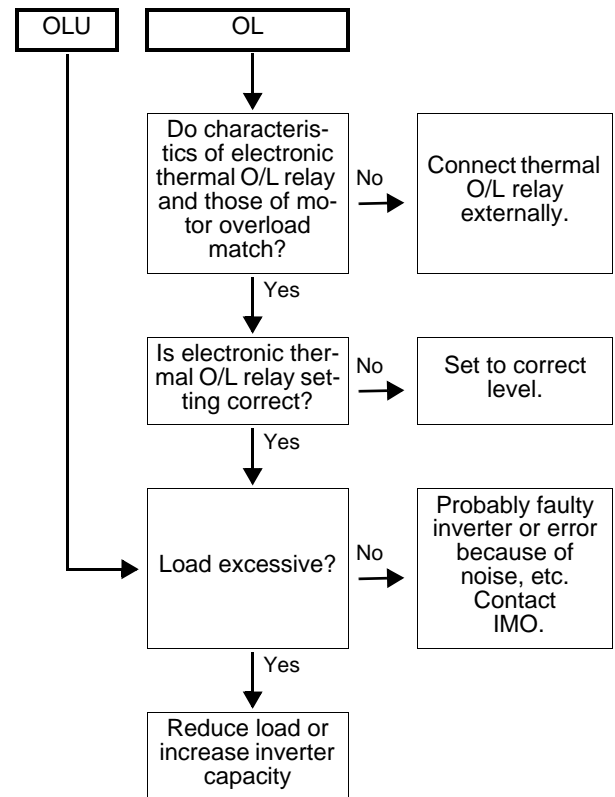 OLU
OL
Do characteris-
tics of electronic
thermal O/L relay
and those of mo-
tor overload
match?
No
Connect thermal
O/L relay
externally.
Yes
Is electronic ther-
mal O/L relay set-
ting correct?
No
Set to correct
level.
Yes
Load excessive?
No
Probably faulty
inverter or error
because of
noise, etc.
Contact
IMO.
Yes
Reduce load or
increase inverter
capacity